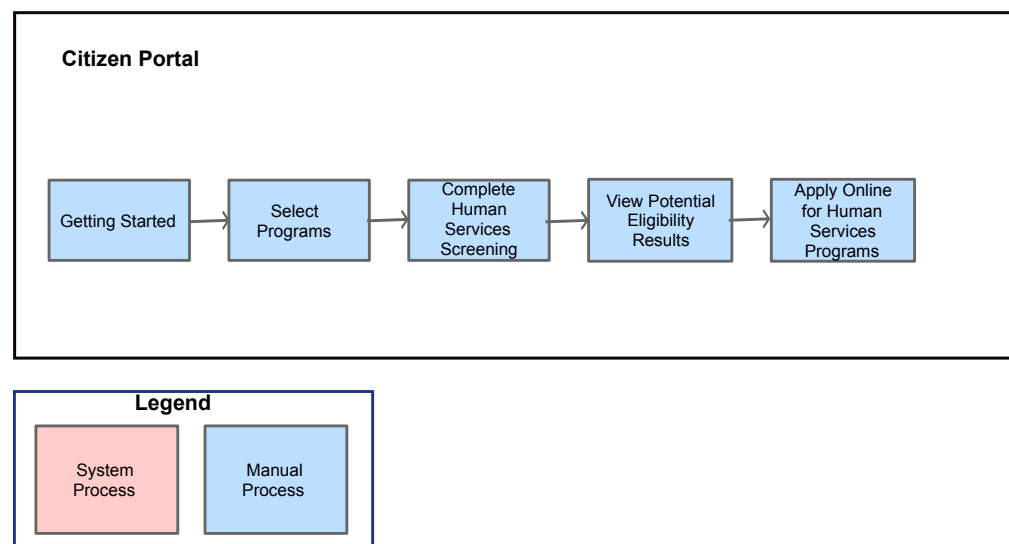 Citizen Portal
Getting Started
Select
Programs
Complete
Human
Services
Screening
View Potential
Eligibility
Results
Apply Online
for Human
Services
Programs
Legend
System
Process
Manual
Process